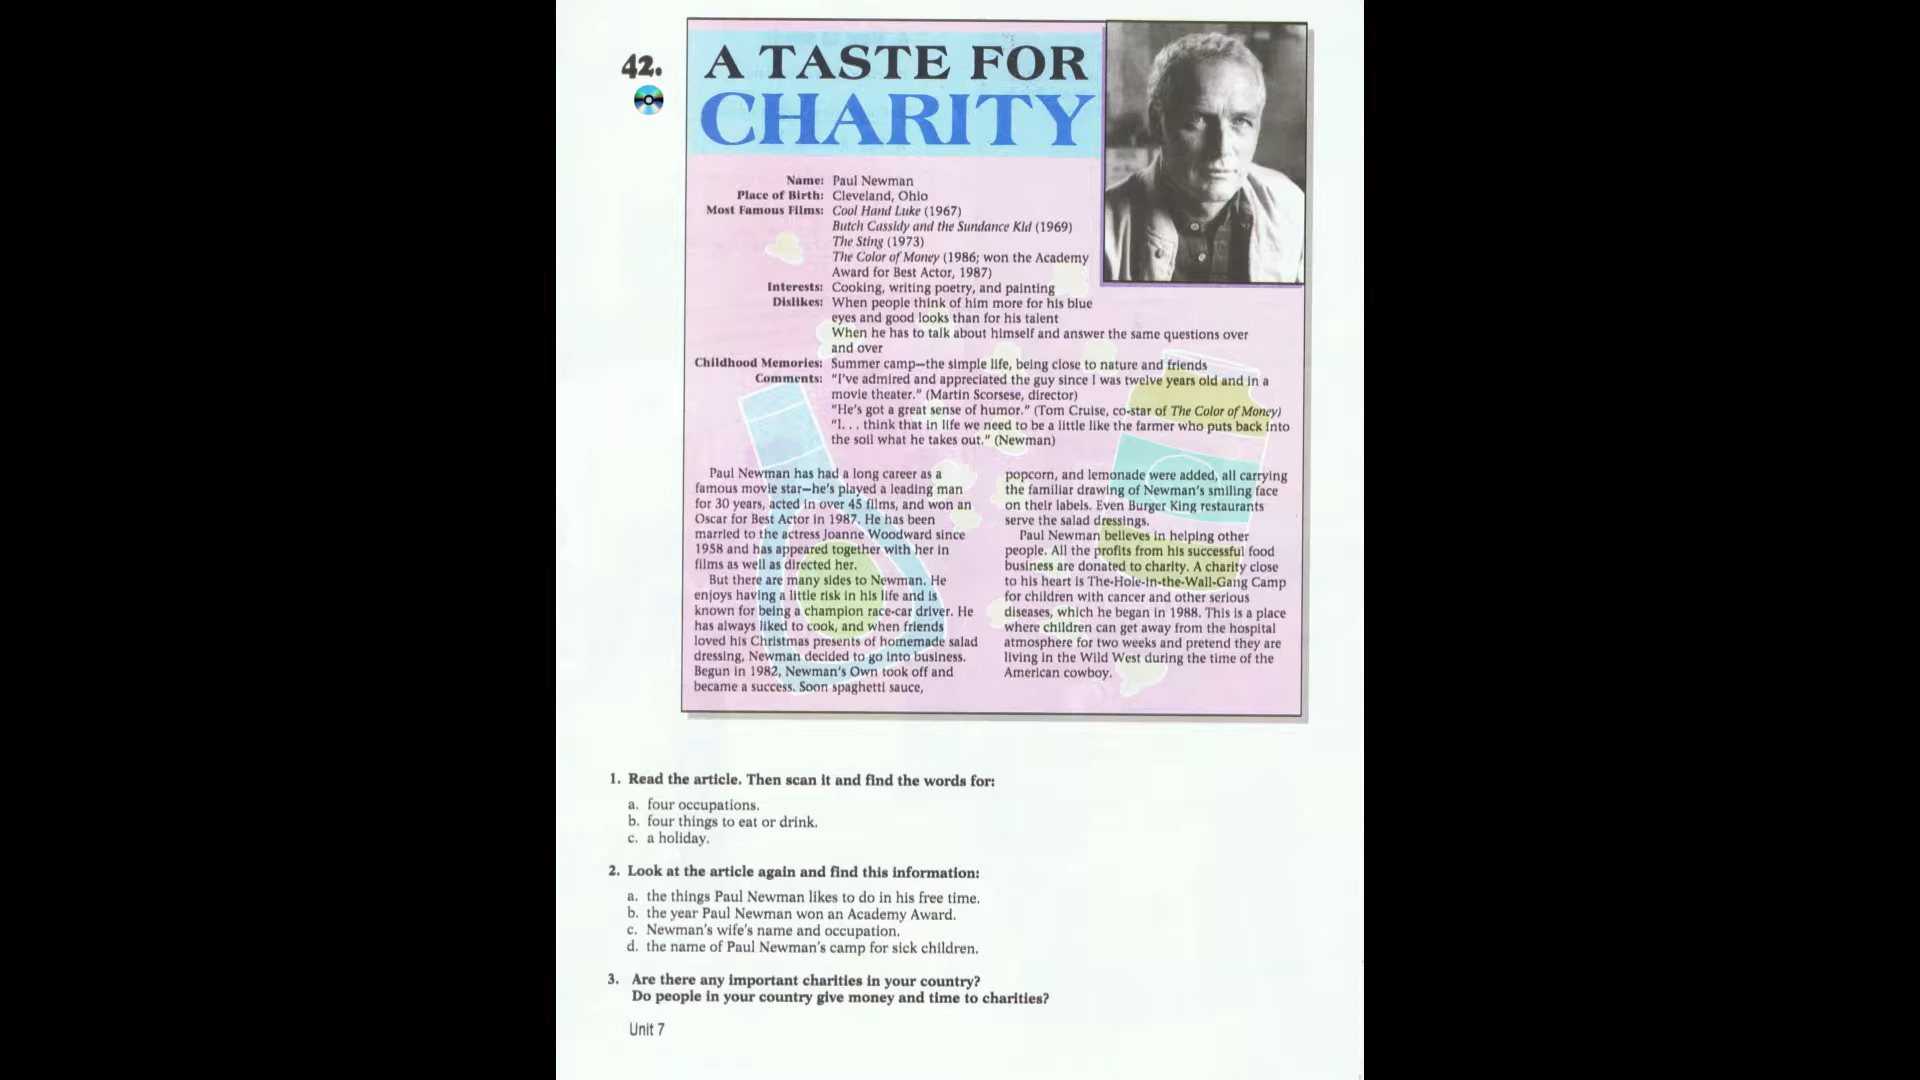 42.
A TASTE FOR
CHARITY
Name: Paul Newman
Place of Birth: Cleveland, Ohio
Most Famous Films: Cool Hand Luke (1967)
Butch Cassidy and the Sundance Kid (1969)
The Sting (1973)
The Color of Money (1986; won the Academy
Award for Best Actor, 1987)
Interests: Cooking, writing poetry, and painting
Dislikes: When people think of him more for his blue
eyes and good looks than for his talent
When he has to talk about himself and answer the same questions over
and over
Childhood Memories: Summer camp—the simple life, being close to nature and friends
Comments: "I've admired and appreciated the guy since I was twelve years old and in a
movie theater." (Martin Scorsese, director)
"He's got a great sense of humor." (Tom Cruise, co-star of The Color of Money)
"I. . . think that in life we need to be a little like the farmer who puts back into
the soil what he takes out." (Newman)
Paul Newman has had a long career as a
famous movie star—he's played a leading man
for 30 years, acted in over 45 films, and won an
Oscar for Best Actor in 1987. He has been
married to the actress Joanne Woodward since
1958 and has appeared together with her in
films as well as directed her.
But there are many sides to Newman. He
enjoys having a little risk in his life and is
known for being a champion race-car driver. He
has always liked to cook, and when friends
loved his Christmas presents of homemade salad
dressing, Newman decided to go into business.
Begun in 1982, Newman's Own took off and
became a success. Soon spaghetti sauce,
popcorn, and lemonade were added, all carrying
the familiar drawing of Newman's smiling face
on their labels. Even Burger King restaurants
serve the salad dressings.
Paul Newman believes in helping other
people. All the profits from his successful food
business are donated to charity. A charity close
to his heart is The-Hole-in-the-Wall-Gang Camp
for children with cancer and other serious
diseases, which he began in 1988. This is a place
where children can get away from the hospital
atmosphere for two weeks and pretend they are
living in the Wild West during the time of the
American cowboy.
1. Read the article. Then scan it and find the words for:
a. four occupations.
b. four things to eat or drink.
c. a holiday.
2. Look at the article again and find this information:
a. the things Paul Newman likes to do in his free time.
b. the year Paul Newman won an Academy Award.
c. Newman's wife's name and occupation.
d. the name of Paul Newman's camp for sick children.
3. Are there any important charities in your country?
Do people in your country give money and time to charities?
Unit 7